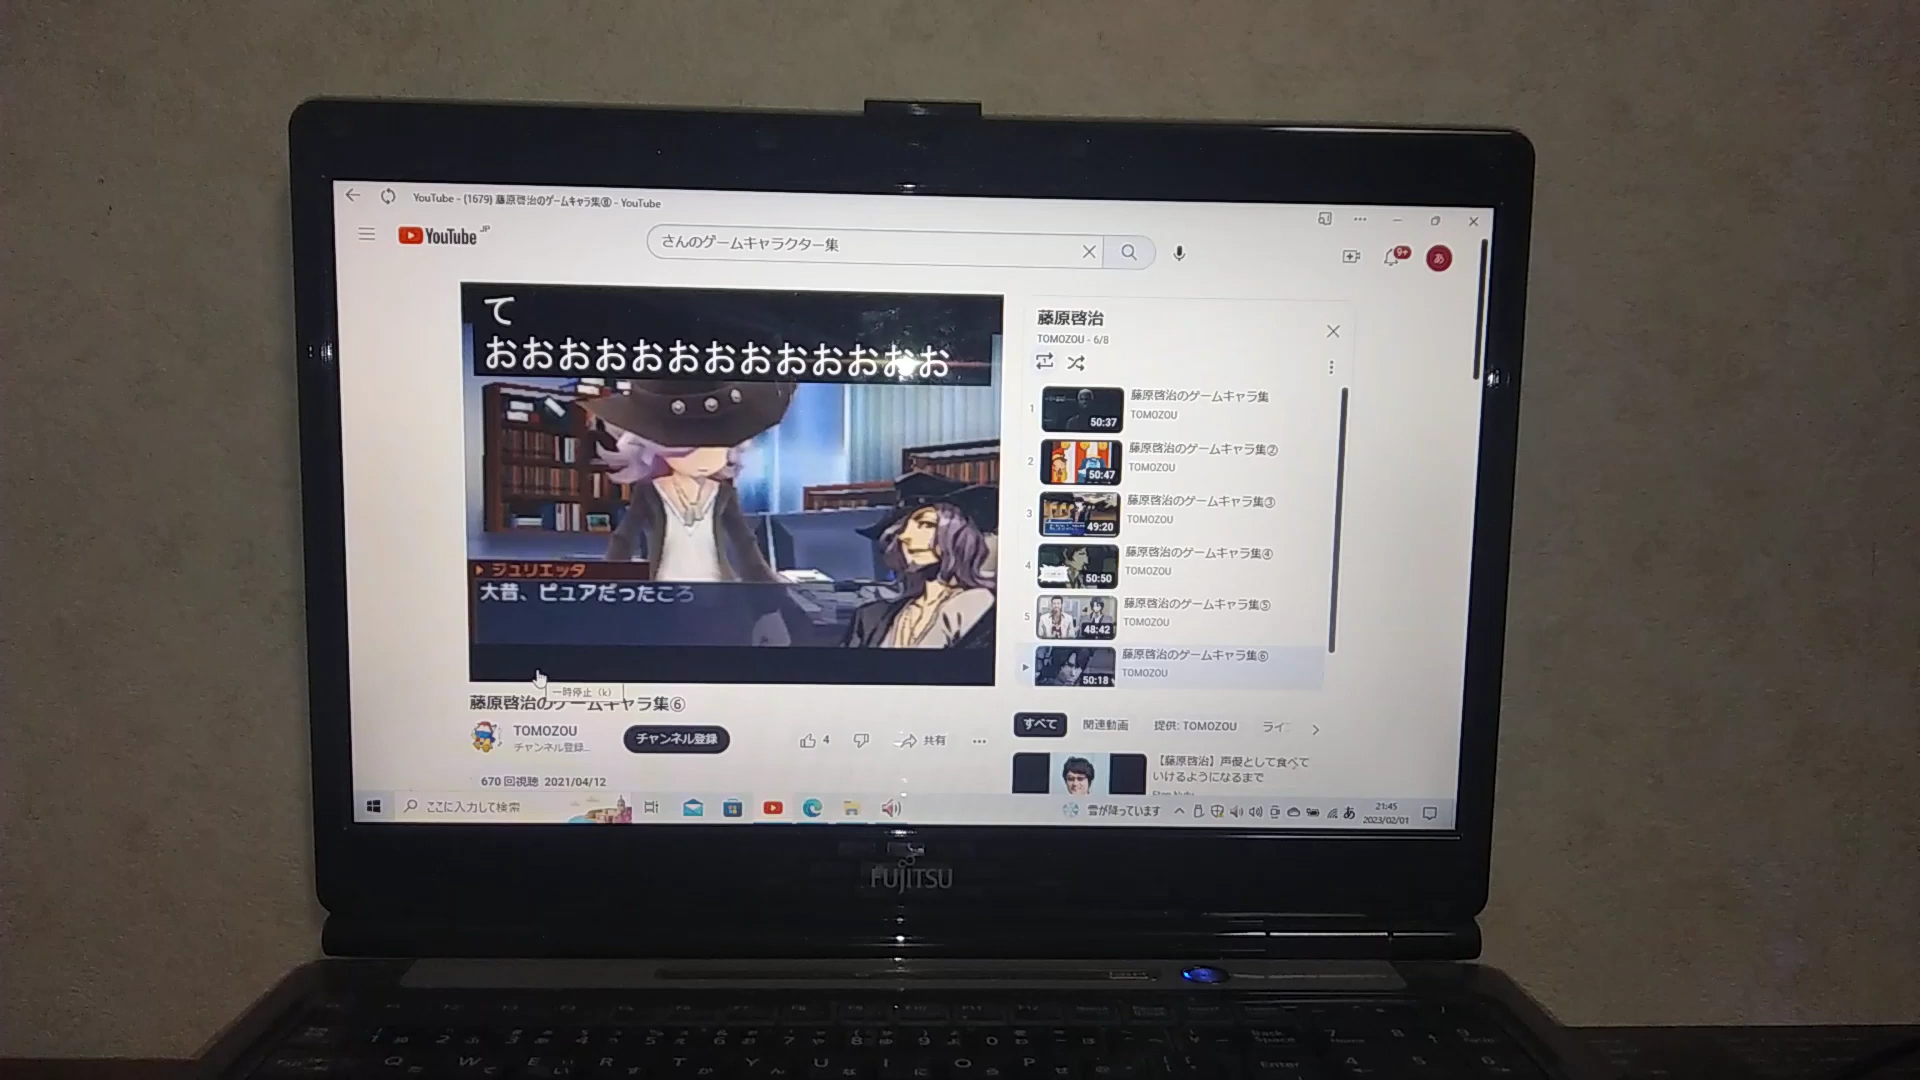 YouTube - (1679) 藤原啓治のゲームキャラ集⑥ - YouTube
YouTube JP
さんのゲームキャラクター集
9+
あ
て
おおおおおおおおおおおおお
ジュリエッタ
大昔、ピュアだったころ
一時停止 (k)
藤原啓治のゲームキャラ集⑥
TOMOZOU
チャンネル登録...
チャンネル登録
4
共有
670 回視聴 2021/04/12
藤原啓治
TOMOZOU - 6/8
1
50:37
藤原啓治のゲームキャラ集
TOMOZOU
2
50:47
藤原啓治のゲームキャラ集②
TOMOZOU
3
49:20
藤原啓治のゲームキャラ集③
TOMOZOU
4
50:50
藤原啓治のゲームキャラ集④
TOMOZOU
5
48:42
藤原啓治のゲームキャラ集⑤
TOMOZOU
50:18
藤原啓治のゲームキャラ集⑥
TOMOZOU
すべて
関連動画
提供: TOMOZOU
ライ
【藤原啓治】声優として食べて
いけるようになるまで
ここに入力して検索
雪が降っています
あ
21:45
2023/02/01
FUJITSU
Q W E R T Y U I O P